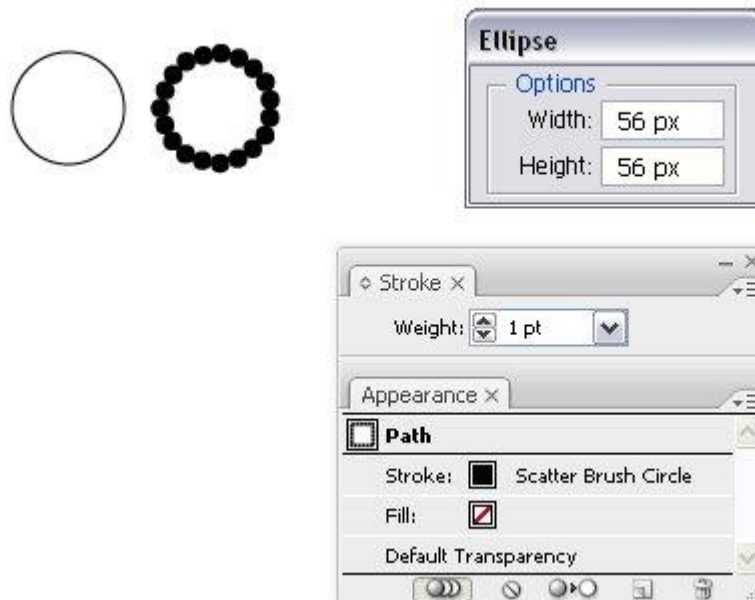 Ellipse
Options
Width: 56 px
Height: 56 px
Stroke
Weight: 1 pt
Appearance
Path
Stroke: Scatter Brush Circle
Fill:
Default Transparency